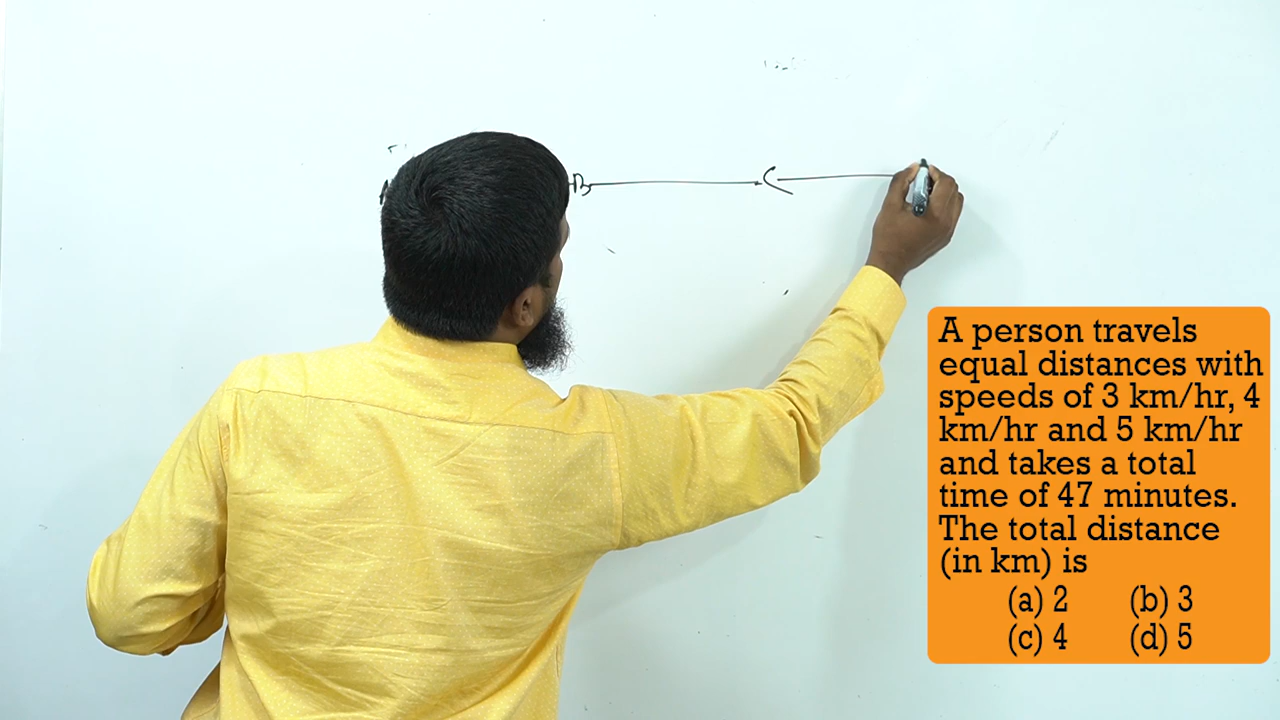 B C
A person travels
equal distances with
speeds of 3 km/hr, 4
km/hr and 5 km/hr
and takes a total
time of 47 minutes.
The total distance
(in km) is
(a) 2 (b) 3
(c) 4 (d) 5